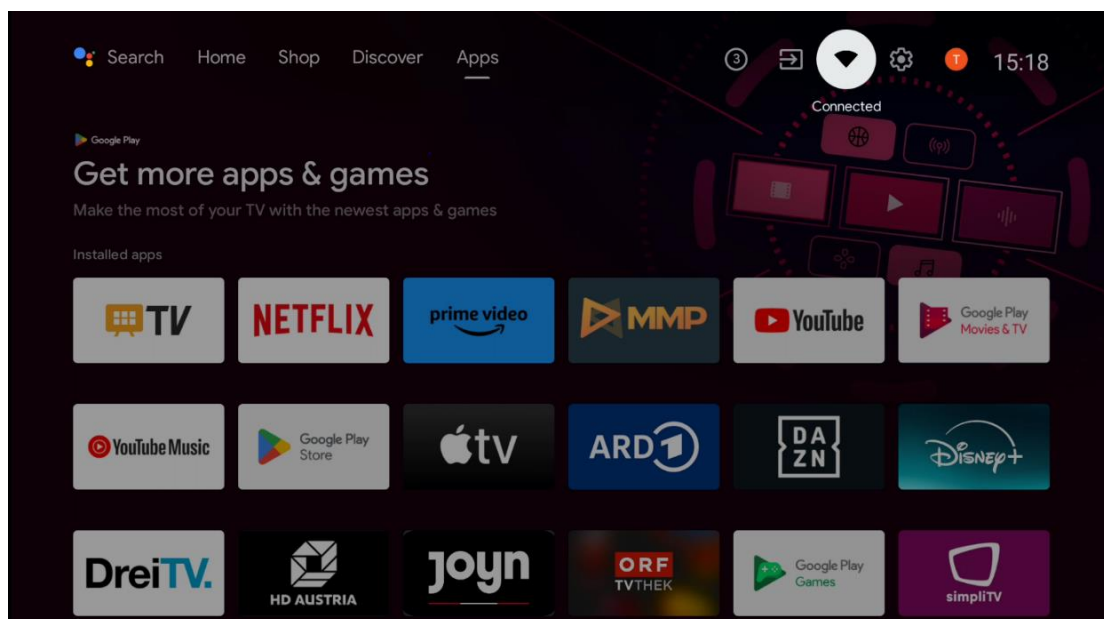 Search Home Shop Discover Apps 3 T 15:18
Connected
Google Play
Get more apps & games
Make the most of your TV with the newest apps & games
Installed apps
TV NETFLIX prime video MMP YouTube Google Play Movies & TV
YouTube Music Google Play Store tv ARD 1 DAZN Disney+
DreiTV. HD AUSTRIA Joyn ORF TVTHEK Google Play Games simpliTV